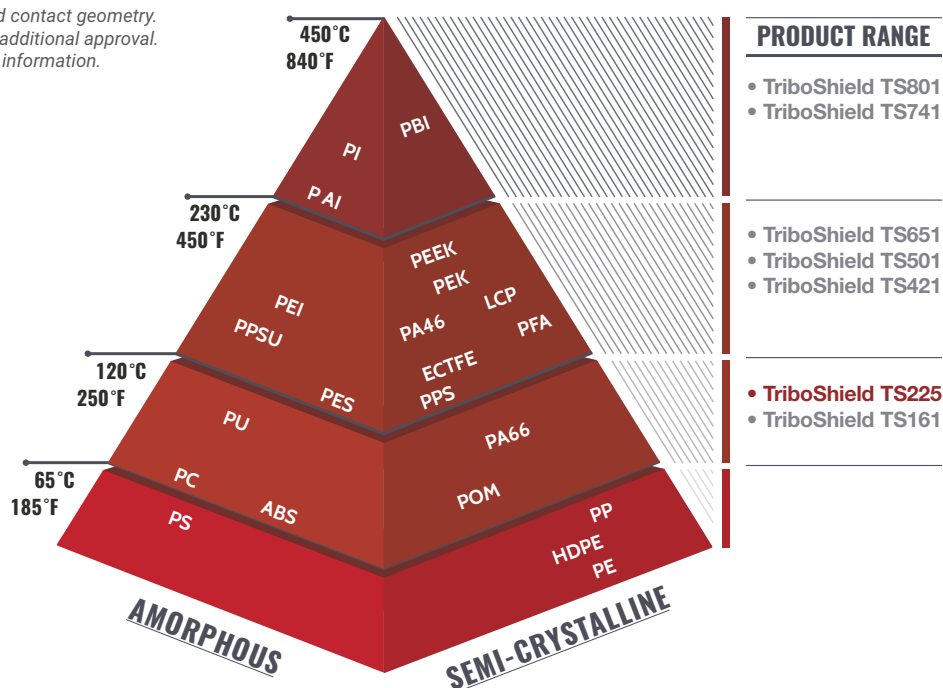 d contact geometry.
additional approval.
information.
450°C
840°F
PRODUCT RANGE
• TriboShield TS801
• TriboShield TS741
PBI
PI
PAI
230°C
450°F
• TriboShield TS651
• TriboShield TS501
• TriboShield TS421
PEEK
PEK
LCP
PEI
PA46
PFA
PPSU
ECTFE
PPS
PES
120°C
250°F
• TriboShield TS225
• TriboShield TS161
PU
PA66
PC
POM
ABS
65°C
185°F
PS
PP
HDPE
PE
AMORPHOUS
SEMI-CRYSTALLINE